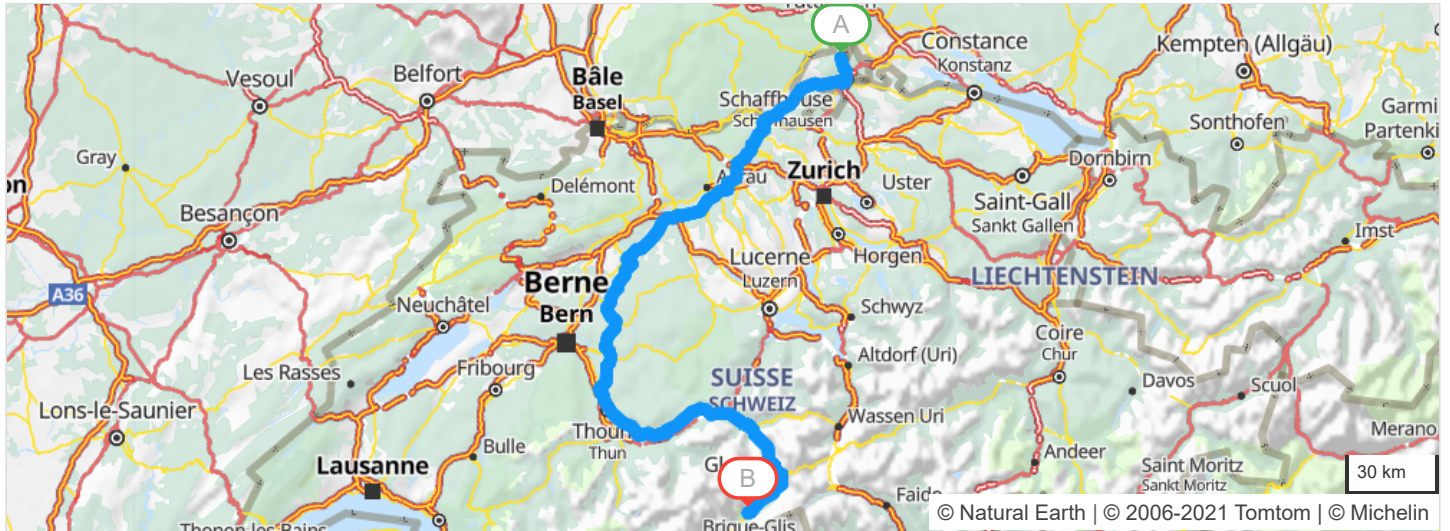 A
Constance
Konstanz
Kempten (Allgäu)
Vesoul
Belfort
Bâle
Basel
Schaffhouse
Garmi
Partenki
Sonthofen
Gray
Delémont
Zurich
Uster
Dornbirn
Saint-Gall
Sankt Gallen
Besançon
Imst
Lucerne
Luzern
Horgen
LIECHTENSTEIN
A36
Berne
Bern
Neuchâtel
Schwyz
Coire
Chur
Altdorf (Uri)
Les Rasses
Fribourg
SUISSE
SCHWEIZ
Davos
Scuol
Lons-le-Saunier
Wassen Uri
Merano
Thoun
Thun
Bulle
Andeer
Lausanne
Saint Moritz
Sankt Moritz
B
30 km
Faido
© Natural Earth | © 2006-2021 Tomtom | © Michelin
Thonon-les-Bains
Brigue-Glis